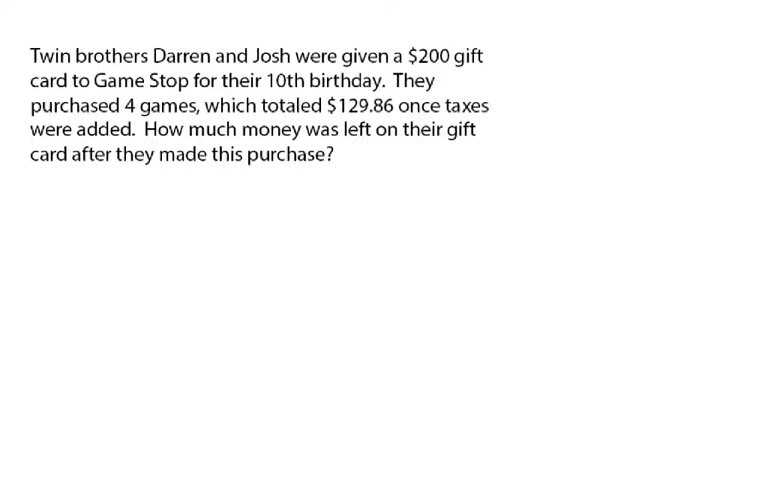 Twin brothers Darren and Josh were given a $200 gift
card to Game Stop for their 10th birthday.  They
purchased 4 games, which totaled $129.86 once taxes
were added.  How much money was left on their gift
card after they made this purchase?